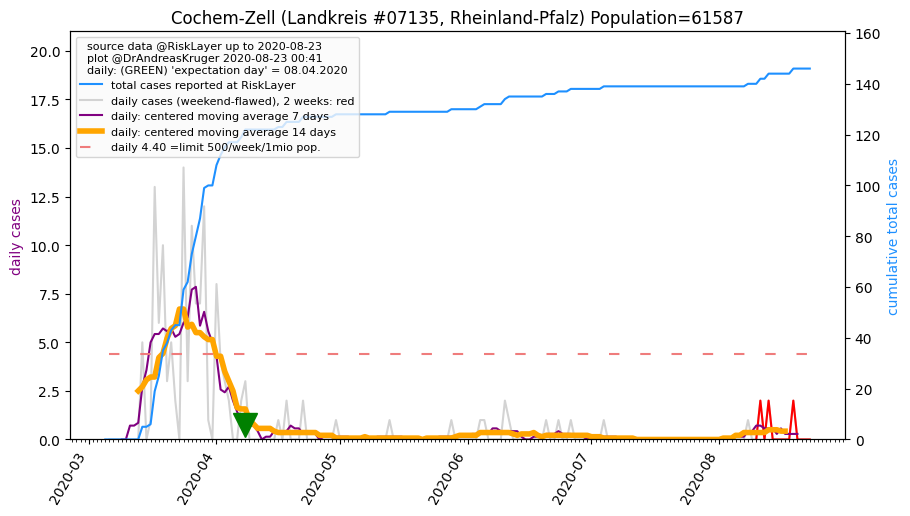 Cochem-Zell (Landkreis #07135, Rheinland-Pfalz) Population=61587
source data @RiskLayer up to 2020-08-23
plot @DrAndreasKruger 2020-08-23 00:41
daily: (GREEN) 'expectation day' = 08.04.2020
total cases reported at RiskLayer
daily cases (weekend-flawed), 2 weeks: red
daily: centered moving average 7 days
daily: centered moving average 14 days
daily 4.40 =limit 500/week/1mio pop.
daily cases
20.0
17.5
15.0
12.5
10.0
7.5
5.0
2.5
0.0
160
140
120
100
80
60
40
20
0
cumulative total cases
2020-03
2020-04
2020-05
2020-06
2020-07
2020-08